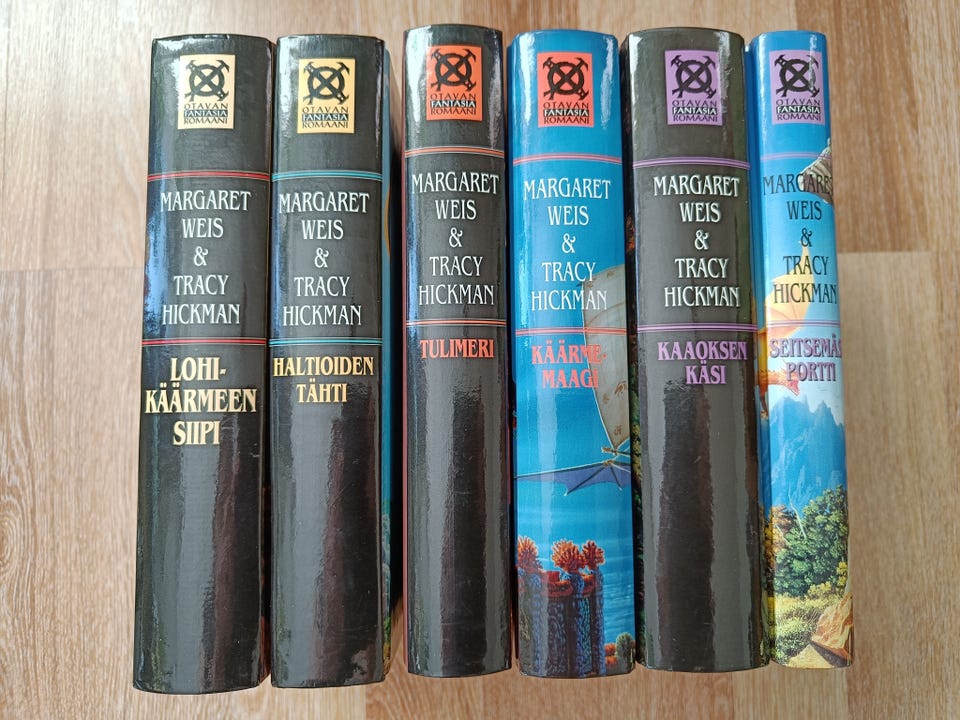 OTAVAN
FANTASIA
ROMAANI
MARGARET
WEIS
&
TRACY
HICKMAN
LOHI-
KÄÄRMEEN
SIIPI
OTAVAN
FANTASIA
ROMAANI
MARGARET
WEIS
&
TRACY
HICKMAN
HALTIOIDEN
TÄHTI
OTAVAN
FANTASIA
ROMAANI
MARGARET
WEIS
&
TRACY
HICKMAN
TULIMERI
OTAVAN
FANTASIA
ROMAANI
MARGARET
WEIS
&
TRACY
HICKMAN
KÄÄRME-
MAAGI
OTAVAN
FANTASIA
ROMAANI
MARGARET
WEIS
&
TRACY
HICKMAN
KAAOKSEN
KÄSI
OTAVAN
FANTASIA
ROMAANI
MARGARET
WEIS
&
TRACY
HICKMAN
SEITSEMÄS
PORTTI